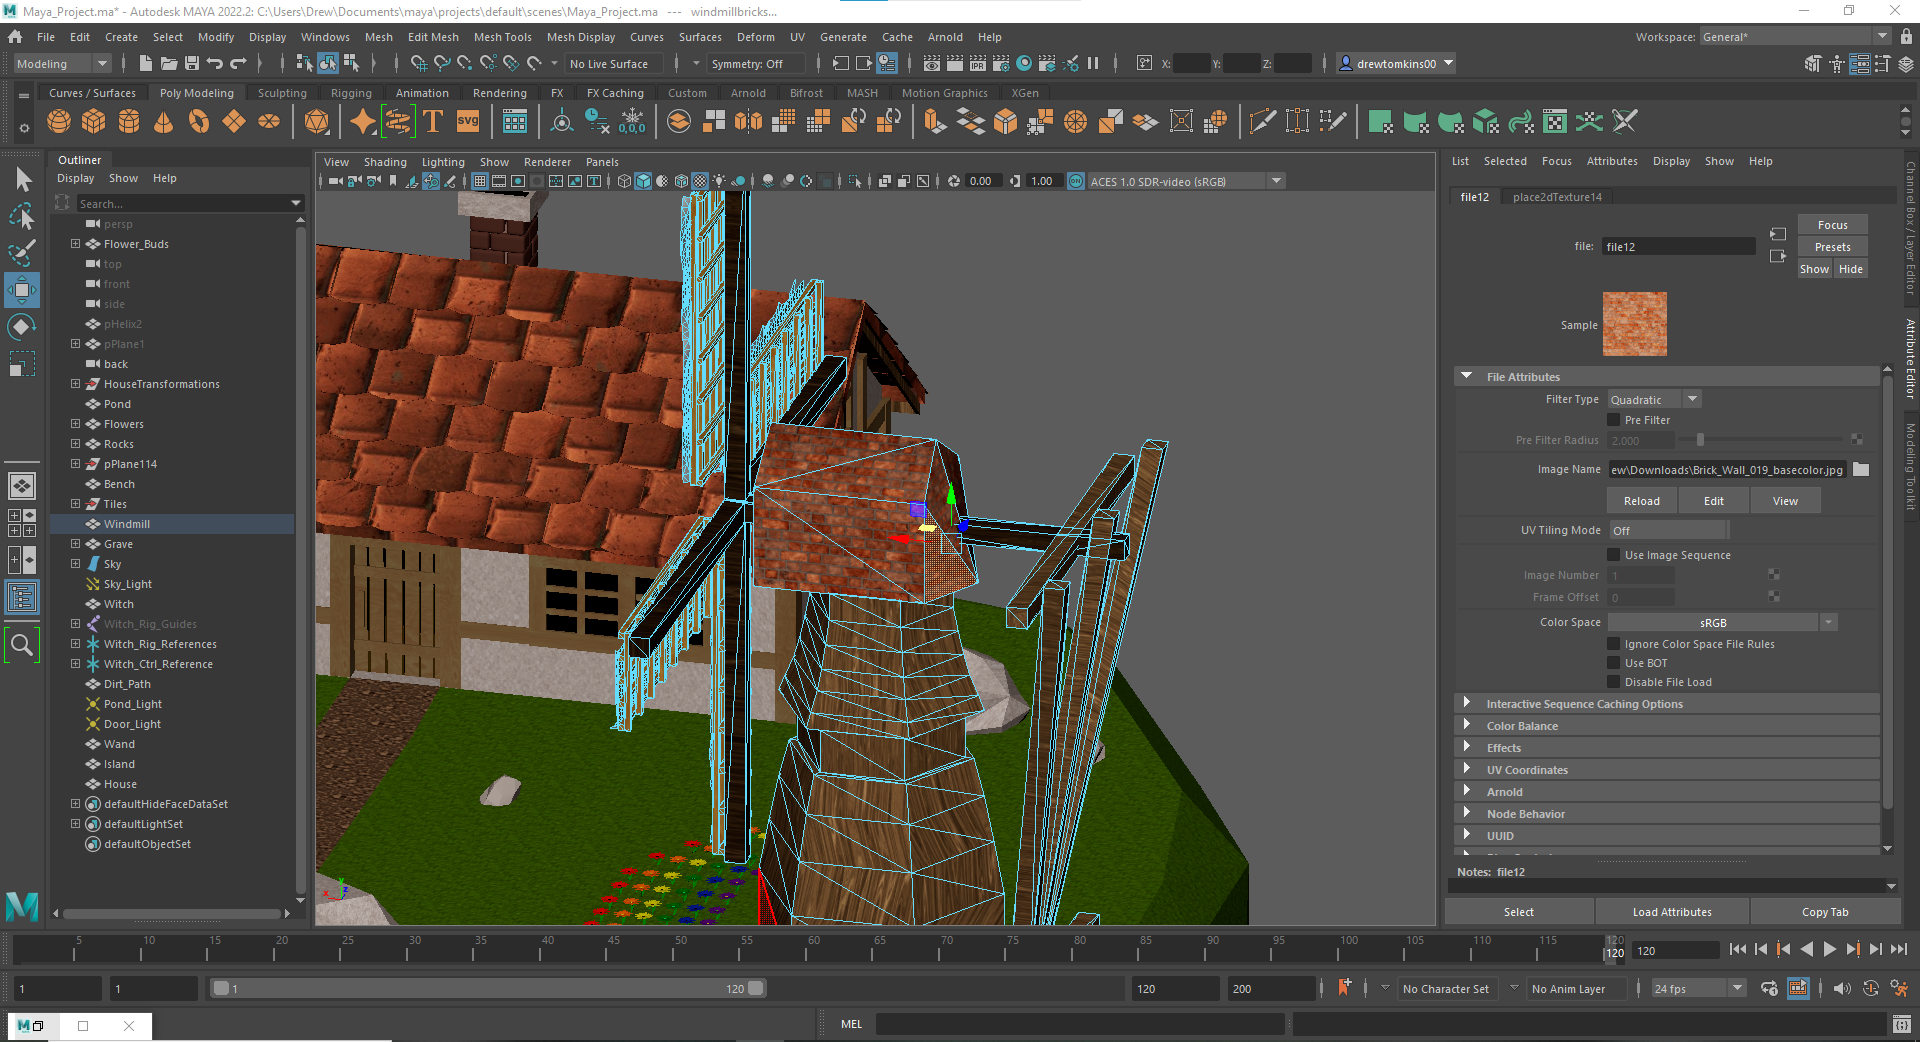 Maya_Project.ma* - Autodesk MAYA 2022.2: C:\Users\Drew\Documents\maya\projects\default\scenes\Maya_Project.ma --- windmillbricks...
File Edit Create Select Modify Display Windows Mesh Edit Mesh Mesh Tools Mesh Display Curves Surfaces Deform UV Generate Cache Arnold Help
Workspace: General*
Modeling No Live Surface Symmetry: Off IPR X: Y: Z: drewtomkins00
Curves / Surfaces Poly Modeling Sculpting Rigging Animation Rendering FX FX Caching Custom Arnold Bifrost MASH Motion Graphics XGen
T svg 0,0,0
Outliner
Display Show Help
Search...
persp
Flower_Buds
top
front
side
pHelix2
pPlane1
back
HouseTransformations
Pond
Flowers
Rocks
pPlane114
Bench
Tiles
Windmill
Grave
Sky
Sky_Light
Witch
Witch_Rig_Guides
Witch_Rig_References
Witch_Ctrl_Reference
Dirt_Path
Pond_Light
Door_Light
Wand
Island
House
defaultHideFaceDataSet
defaultLightSet
defaultObjectSet
View Shading Lighting Show Renderer Panels
0.00 1.00 ON ACES 1.0 SDR-video (sRGB)
y
x z
List Selected Focus Attributes Display Show Help
file12 place2dTexture14
file: file12
Focus
Presets
Show Hide
Sample
File Attributes
Filter Type Quadratic
Pre Filter
Pre Filter Radius 2.000
Image Name ew\Downloads\Brick_Wall_019_basecolor.jpg
Reload Edit View
UV Tiling Mode Off
Use Image Sequence
Image Number 1
Frame Offset 0
Color Space sRGB
Ignore Color Space File Rules
Use BOT
Disable File Load
Interactive Sequence Caching Options
Color Balance
Effects
UV Coordinates
Arnold
Node Behavior
UUID
Notes: file12
Select Load Attributes Copy Tab
Channel Box / Layer Editor
Attribute Editor
Modeling Toolkit
5 10 15 20 25 30 35 40 45 50 55 60 65 70 75 80 85 90 95 100 105 110 115 120
120 120
1 1 1 120 120 200 No Character Set No Anim Layer 24 fps
MEL
M